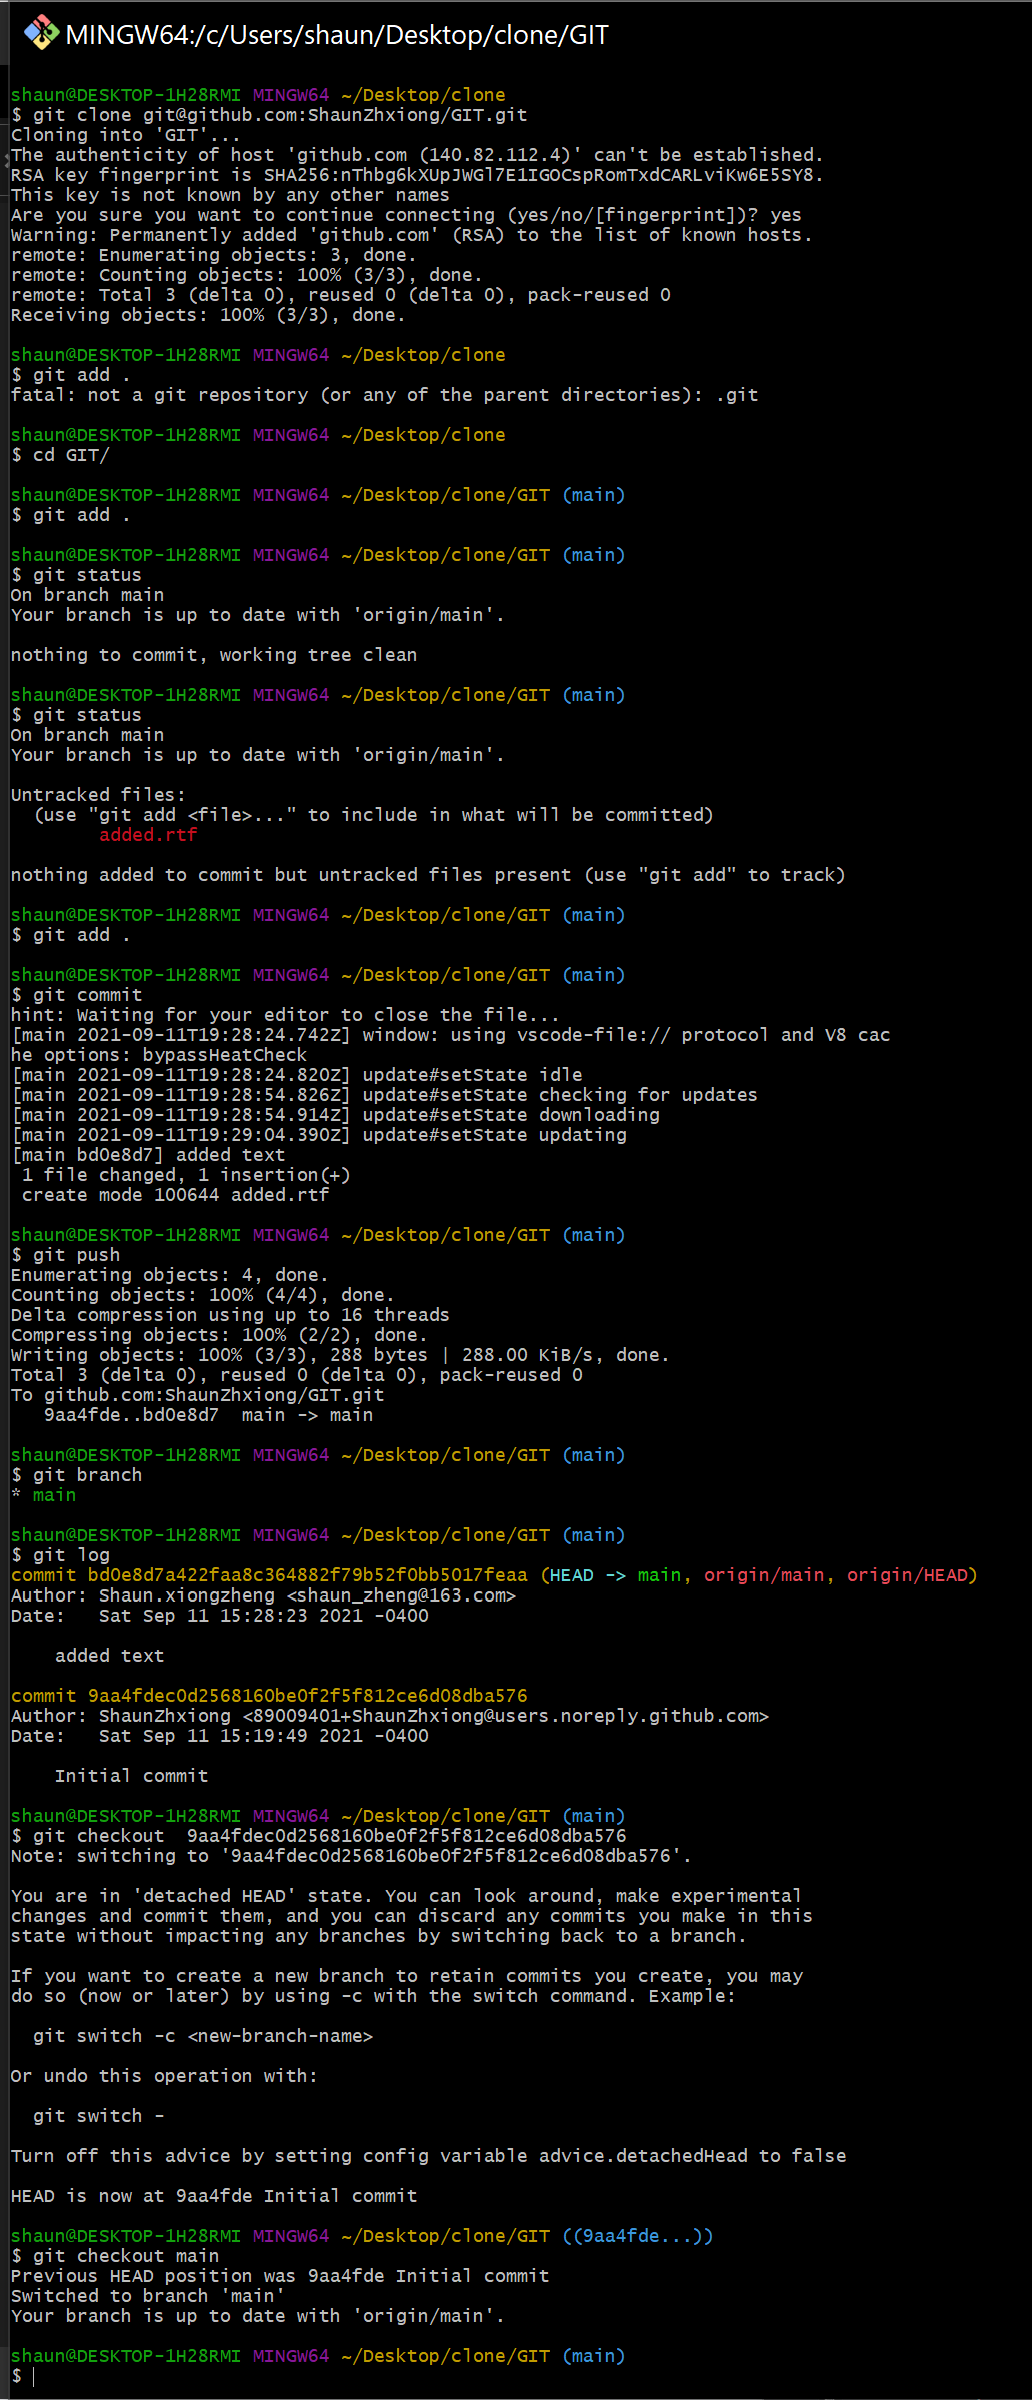 MINGW64:/c/Users/shaun/Desktop/clone/GIT
shaun@DESKTOP-1H28RMI MINGW64 ~/Desktop/clone
$ git clone git@github.com:ShaunZhxiong/GIT.git
Cloning into 'GIT'...
The authenticity of host 'github.com (140.82.112.4)' can't be established.
RSA key fingerprint is SHA256:nThbg6kXUpJWGl7E1IGOCspRomTxdCARLviKw6E5SY8.
This key is not known by any other names
Are you sure you want to continue connecting (yes/no/[fingerprint])? yes
Warning: Permanently added 'github.com' (RSA) to the list of known hosts.
remote: Enumerating objects: 3, done.
remote: Counting objects: 100% (3/3), done.
remote: Total 3 (delta 0), reused 0 (delta 0), pack-reused 0
Receiving objects: 100% (3/3), done.
shaun@DESKTOP-1H28RMI MINGW64 ~/Desktop/clone
$ git add .
fatal: not a git repository (or any of the parent directories): .git
shaun@DESKTOP-1H28RMI MINGW64 ~/Desktop/clone
$ cd GIT/
shaun@DESKTOP-1H28RMI MINGW64 ~/Desktop/clone/GIT (main)
$ git add .
shaun@DESKTOP-1H28RMI MINGW64 ~/Desktop/clone/GIT (main)
$ git status
On branch main
Your branch is up to date with 'origin/main'.
nothing to commit, working tree clean
shaun@DESKTOP-1H28RMI MINGW64 ~/Desktop/clone/GIT (main)
$ git status
On branch main
Your branch is up to date with 'origin/main'.
Untracked files:
(use "git add <file>..." to include in what will be committed)
added.rtf
nothing added to commit but untracked files present (use "git add" to track)
shaun@DESKTOP-1H28RMI MINGW64 ~/Desktop/clone/GIT (main)
$ git add .
shaun@DESKTOP-1H28RMI MINGW64 ~/Desktop/clone/GIT (main)
$ git commit
hint: Waiting for your editor to close the file...
[main 2021-09-11T19:28:24.742Z] window: using vscode-file:// protocol and V8 cac
he options: bypassHeatCheck
[main 2021-09-11T19:28:24.820Z] update#setState idle
[main 2021-09-11T19:28:54.826Z] update#setState checking for updates
[main 2021-09-11T19:28:54.914Z] update#setState downloading
[main 2021-09-11T19:29:04.390Z] update#setState updating
[main bd0e8d7] added text
1 file changed, 1 insertion(+)
create mode 100644 added.rtf
shaun@DESKTOP-1H28RMI MINGW64 ~/Desktop/clone/GIT (main)
$ git push
Enumerating objects: 4, done.
Counting objects: 100% (4/4), done.
Delta compression using up to 16 threads
Compressing objects: 100% (2/2), done.
Writing objects: 100% (3/3), 288 bytes | 288.00 KiB/s, done.
Total 3 (delta 0), reused 0 (delta 0), pack-reused 0
To github.com:ShaunZhxiong/GIT.git
9aa4fde..bd0e8d7  main -> main
shaun@DESKTOP-1H28RMI MINGW64 ~/Desktop/clone/GIT (main)
$ git branch
* main
shaun@DESKTOP-1H28RMI MINGW64 ~/Desktop/clone/GIT (main)
$ git log
commit bd0e8d7a422faa8c364882f79b52f0bb5017feaa (HEAD -> main, origin/main, origin/HEAD)
Author: Shaun.xiongzheng <shaun_zheng@163.com>
Date:   Sat Sep 11 15:28:23 2021 -0400
added text
commit 9aa4fdec0d2568160be0f2f5f812ce6d08dba576
Author: ShaunZhxiong <89009401+ShaunZhxiong@users.noreply.github.com>
Date:   Sat Sep 11 15:19:49 2021 -0400
Initial commit
shaun@DESKTOP-1H28RMI MINGW64 ~/Desktop/clone/GIT (main)
$ git checkout  9aa4fdec0d2568160be0f2f5f812ce6d08dba576
Note: switching to '9aa4fdec0d2568160be0f2f5f812ce6d08dba576'.
You are in 'detached HEAD' state. You can look around, make experimental
changes and commit them, and you can discard any commits you make in this
state without impacting any branches by switching back to a branch.
If you want to create a new branch to retain commits you create, you may
do so (now or later) by using -c with the switch command. Example:
git switch -c <new-branch-name>
Or undo this operation with:
git switch -
Turn off this advice by setting config variable advice.detachedHead to false
HEAD is now at 9aa4fde Initial commit
shaun@DESKTOP-1H28RMI MINGW64 ~/Desktop/clone/GIT ((9aa4fde...))
$ git checkout main
Previous HEAD position was 9aa4fde Initial commit
Switched to branch 'main'
Your branch is up to date with 'origin/main'.
shaun@DESKTOP-1H28RMI MINGW64 ~/Desktop/clone/GIT (main)
$